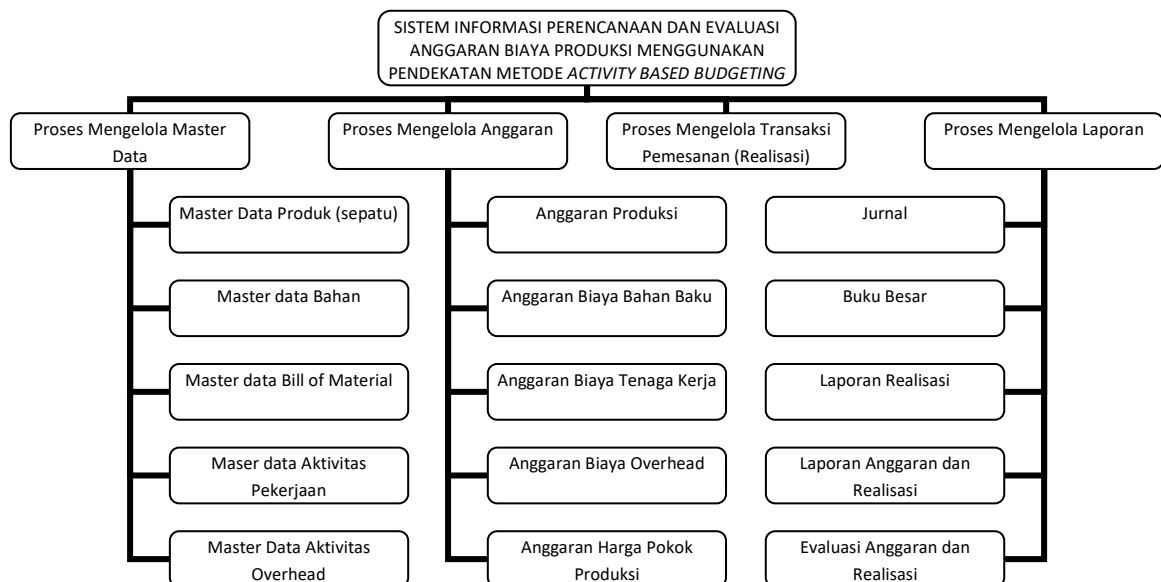 SISTEM INFORMASI PERENCANAAN DAN EVALUASI
ANGGARAN BIAYA PRODUKSI MENGGUNAKAN
PENDEKATAN METODE ACTIVITY BASED BUDGETING
Proses Mengelola Master
Data
Proses Mengelola Anggaran
Proses Mengelola Transaksi
Pemesanan (Realisasi)
Proses Mengelola Laporan
Master Data Produk (sepatu)
Master data Bahan
Master data Bill of Material
Maser data Aktivitas
Pekerjaan
Master Data Aktivitas
Overhead
Anggaran Produksi
Anggaran Biaya Bahan Baku
Anggaran Biaya Tenaga Kerja
Anggaran Biaya Overhead
Anggaran Harga Pokok
Produksi
Jurnal
Buku Besar
Laporan Realisasi
Laporan Anggaran dan
Realisasi
Evaluasi Anggaran dan
Realisasi